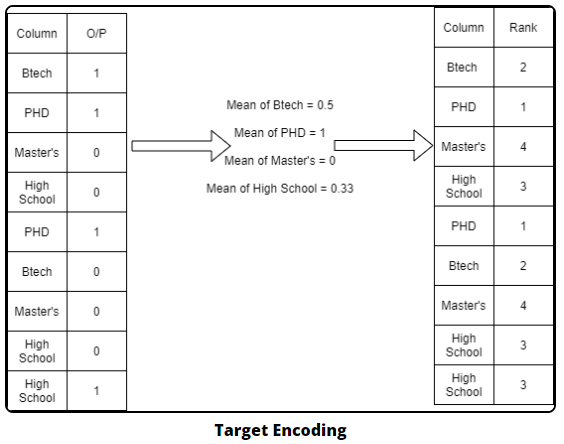 Column O/P
Btech 1
PHD 1
Master's 0
High School 0
PHD 1
Btech 0
Master's 0
High School 0
High School 1
Mean of Btech = 0.5
Mean of PHD = 1
Mean of Master's = 0
Mean of High School = 0.33
Column Rank
Btech 2
PHD 1
Master's 4
High School 3
PHD 1
Btech 2
Master's 4
High School 3
High School 3
Target Encoding